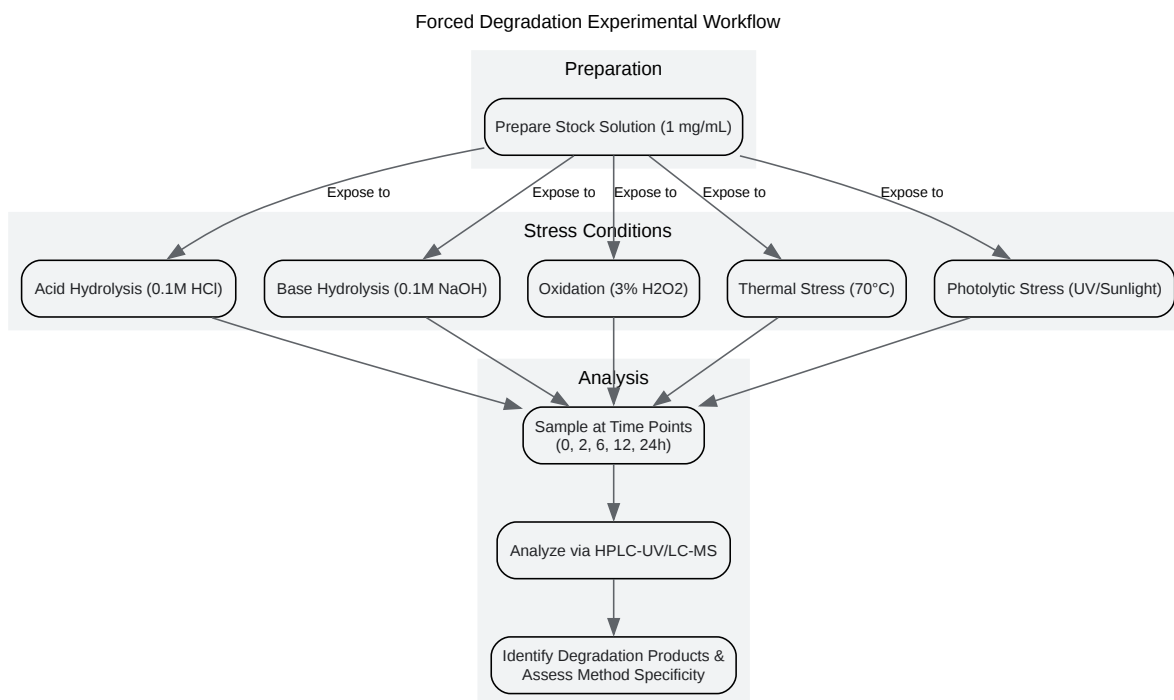 Forced Degradation Experimental Workflow
Preparation
Prepare Stock Solution (1 mg/mL)
Expose to
Expose to
Expose to
Expose to
Expose to
Stress Conditions
Acid Hydrolysis (0.1M HCl)
Base Hydrolysis (0.1M NaOH)
Oxidation (3% H2O2)
Thermal Stress (70°C)
Photolytic Stress (UV/Sunlight)
Analysis
Sample at Time Points
(0, 2, 6, 12, 24h)
Analyze via HPLC-UV/LC-MS
Identify Degradation Products &
Assess Method Specificity